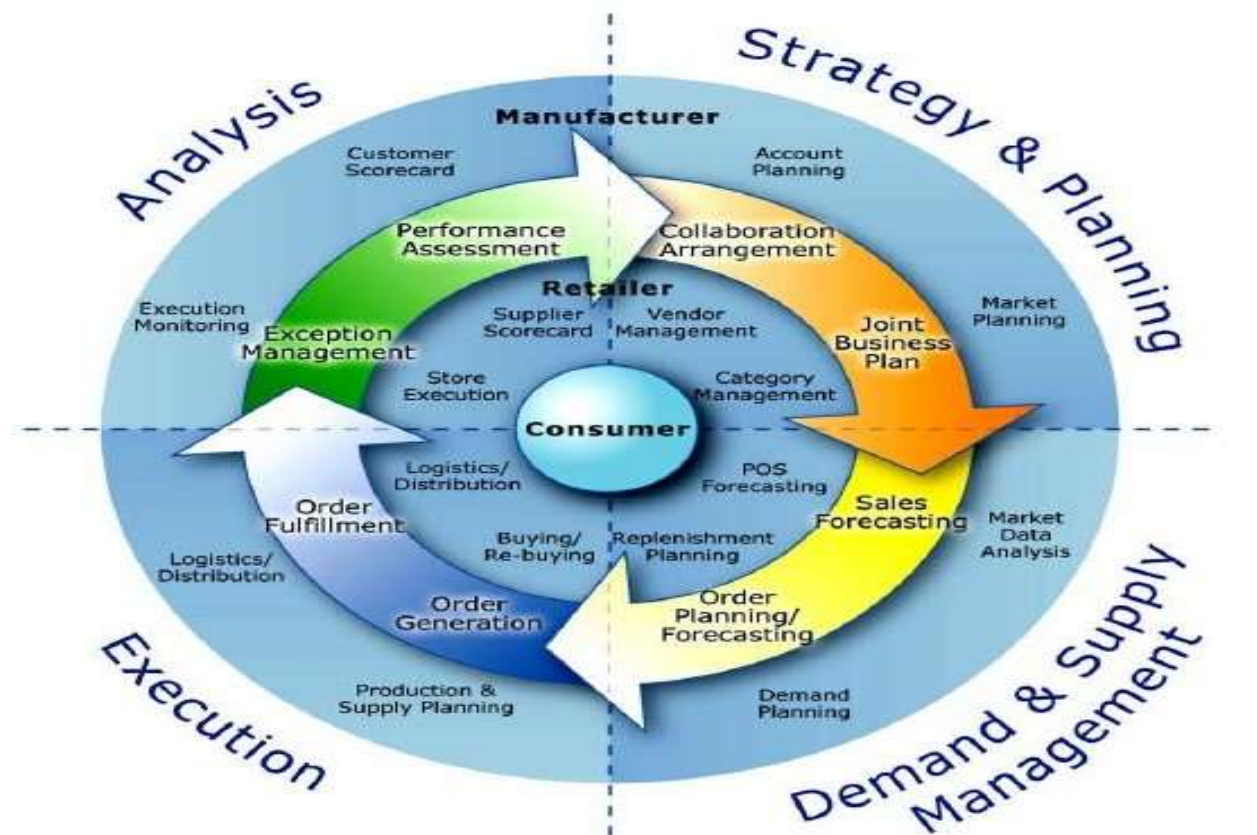 Analysis
Strategy & Planning
Manufacturer
Customer
Scorecard
Account
Planning
Performance
Assessment
Collaboration
Arrangement
Retailer
Execution
Monitoring
Exception
Management
Supplier
Scorecard
Vendor
Management
Joint
Business
Plan
Market
Planning
Store
Execution
Category
Management
Consumer
Logistics/
Distribution
POS
Forecasting
Order
Fulfillment
Sales
Forecasting
Market
Data
Analysis
Buying/
Re-buying
Replenishment
Planning
Logistics/
Distribution
Order
Generation
Order
Planning/
Forecasting
Production &
Supply Planning
Demand
Planning
Execution
Demand & Supply
Management